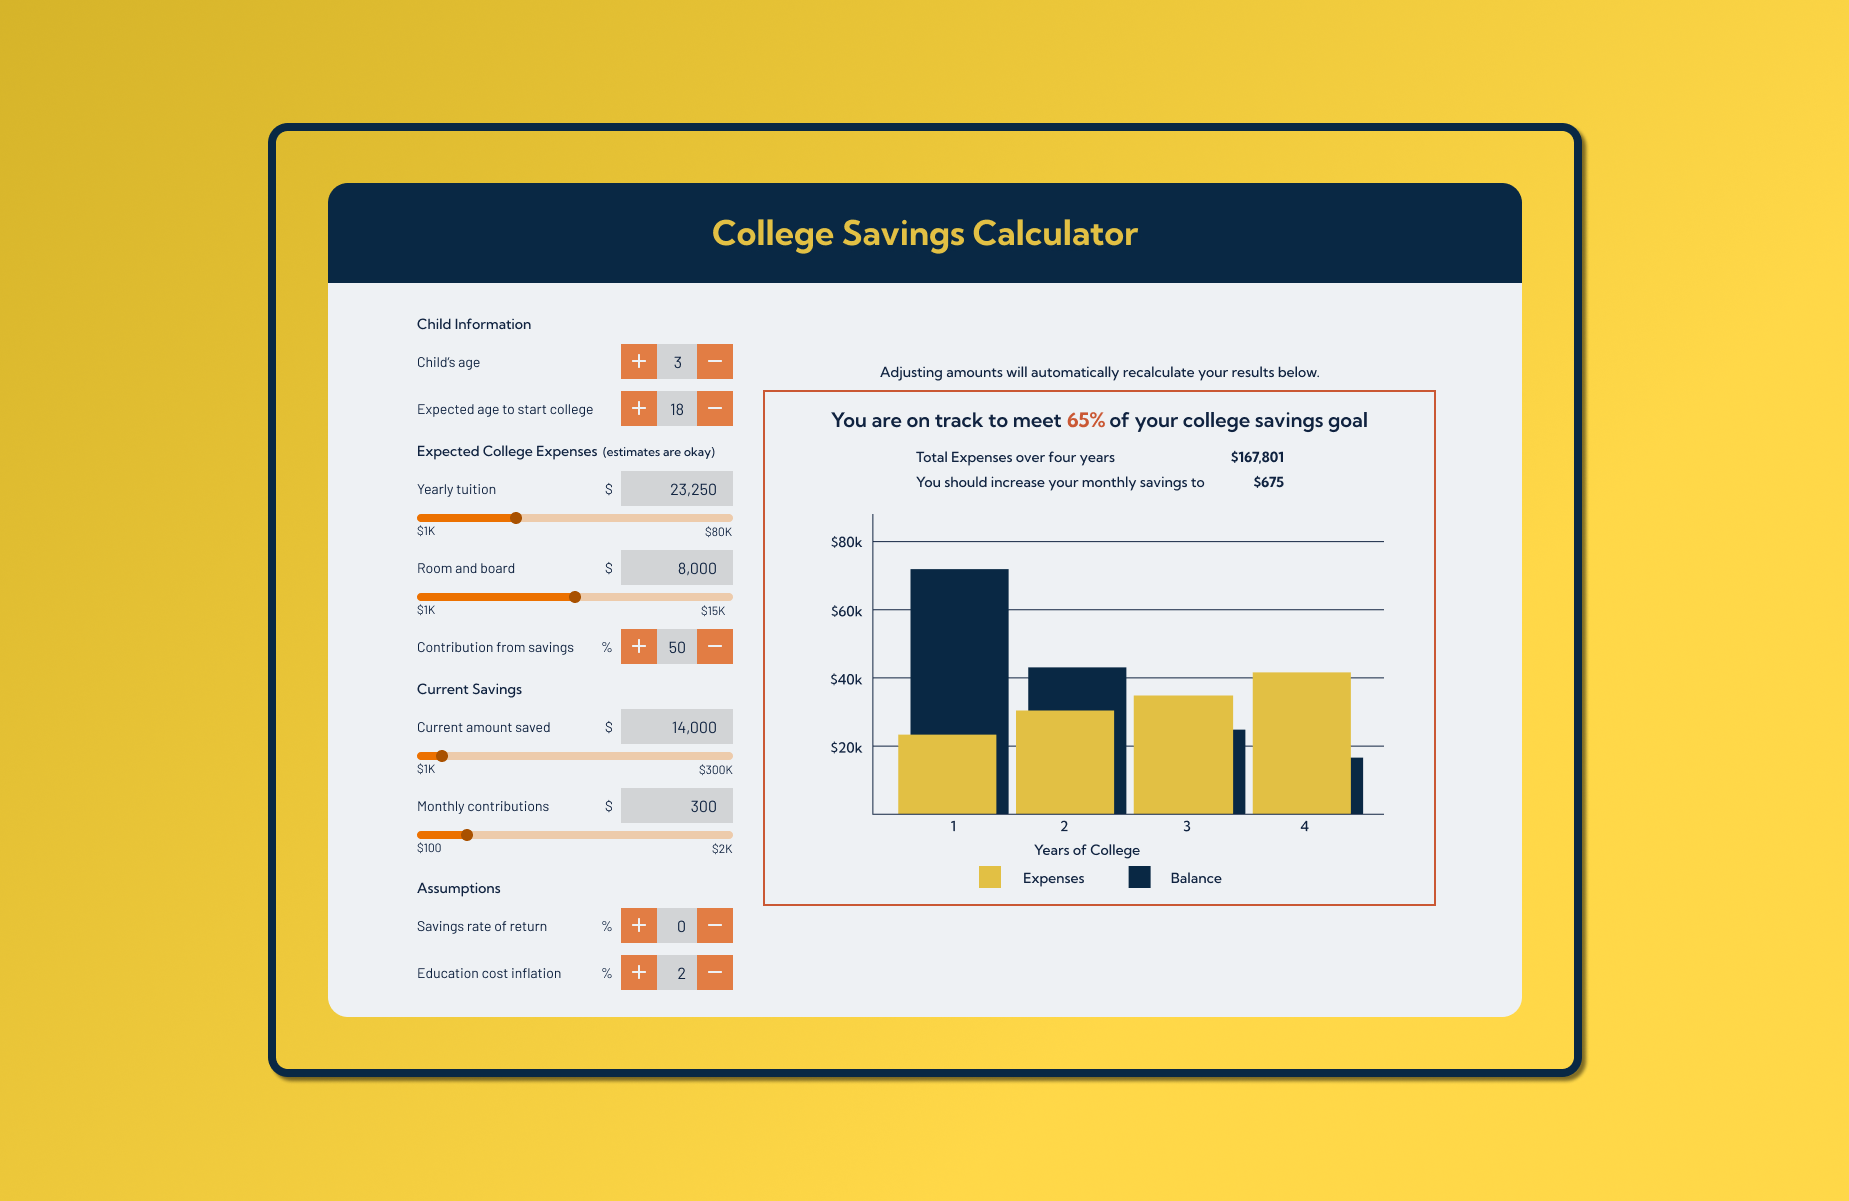 College Savings Calculator
Child Information
Child's age + 3 −
Expected age to start college + 18 −
Expected College Expenses (estimates are okay)
Yearly tuition $ 23,250
$1K $80K
Room and board $ 8,000
$1K $15K
Contribution from savings % + 50 −
Current Savings
Current amount saved $ 14,000
$1K $300K
Monthly contributions $ 300
$100 $2K
Assumptions
Savings rate of return % + 0 −
Education cost inflation % + 2 −
Adjusting amounts will automatically recalculate your results below.
You are on track to meet 65% of your college savings goal
Total Expenses over four years $167,801
You should increase your monthly savings to $675
$80k
$60k
$40k
$20k
1 2 3 4
Years of College
Expenses Balance